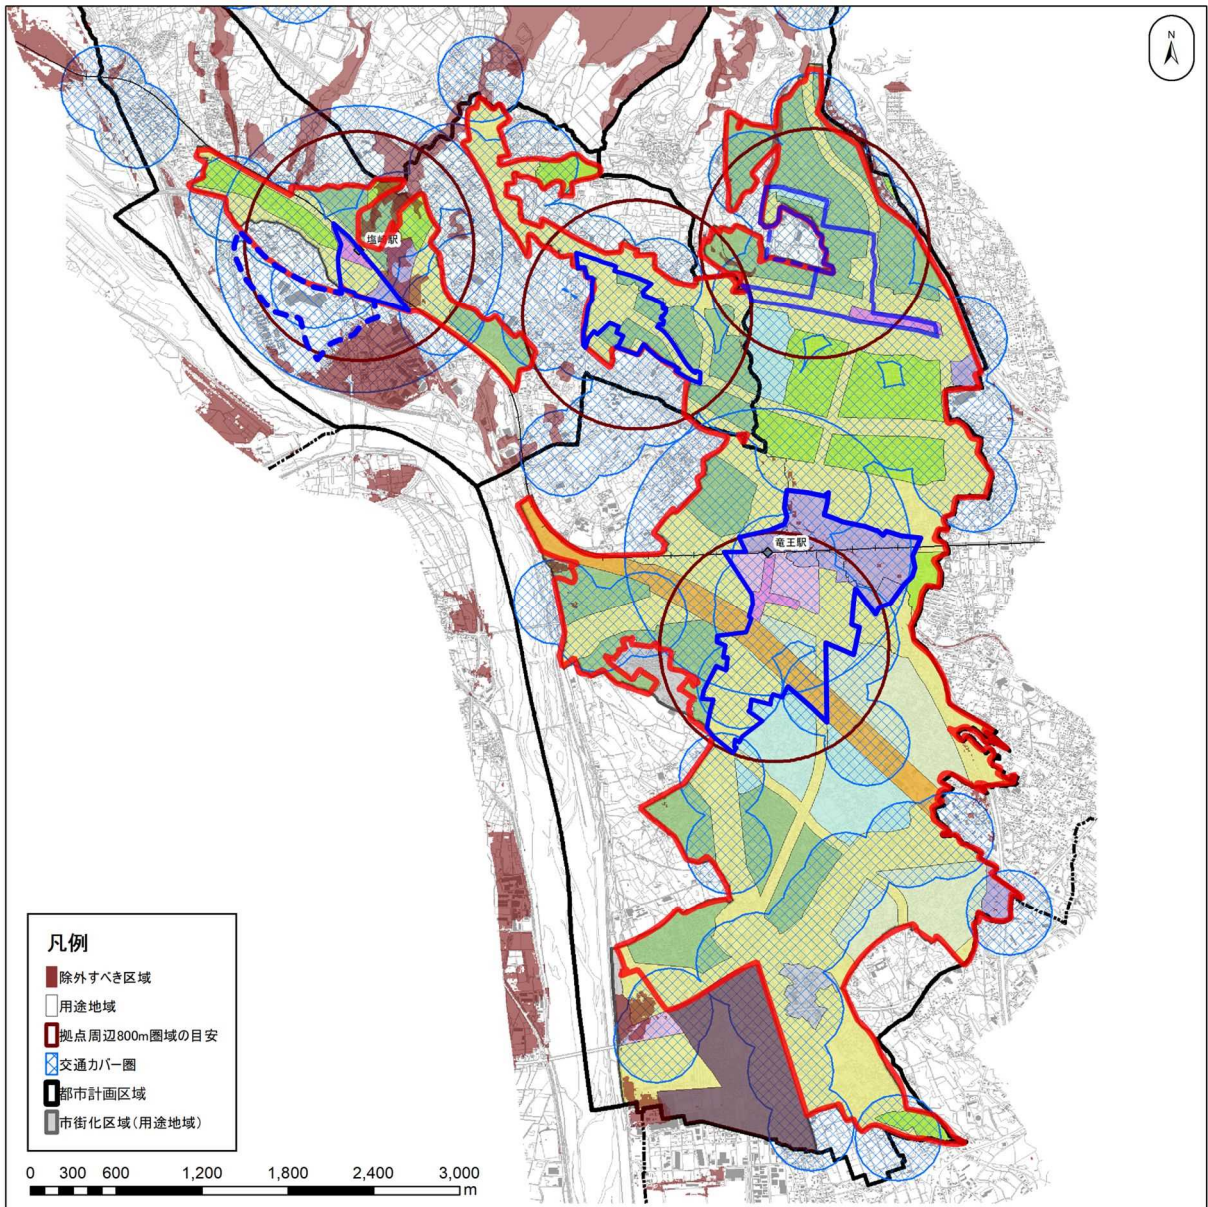 N
塩崎駅
竜王駅
凡例
除外すべき区域
用途地域
拠点周辺800m圏域の目安
交通カバー圏
都市計画区域
市街化区域(用途地域)
0 300 600 1,200 1,800 2,400 3,000
m